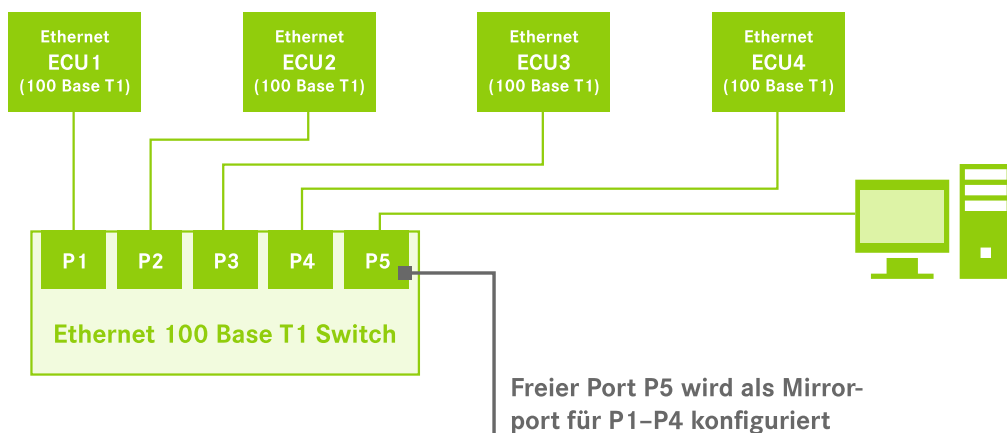 Ethernet
ECU1
(100 Base T1)
Ethernet
ECU2
(100 Base T1)
Ethernet
ECU3
(100 Base T1)
Ethernet
ECU4
(100 Base T1)
P1
P2
P3
P4
P5
Ethernet 100 Base T1 Switch
Freier Port P5 wird als Mirror-
port für P1–P4 konfiguriert